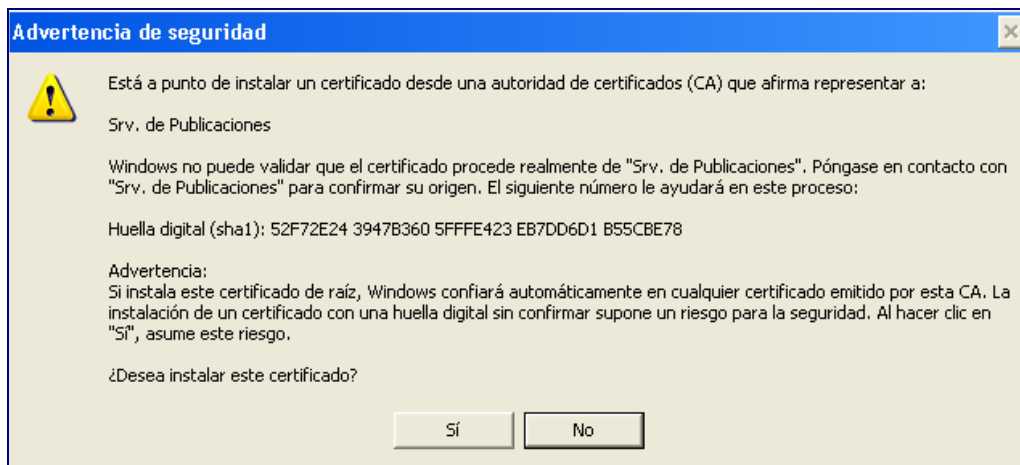 Advertencia de seguridad
Está a punto de instalar un certificado desde una autoridad de certificados (CA) que afirma representar a:
Srv. de Publicaciones
Windows no puede validar que el certificado procede realmente de "Srv. de Publicaciones". Póngase en contacto con
"Srv. de Publicaciones" para confirmar su origen. El siguiente número le ayudará en este proceso:
Huella digital (sha1): 52F72E24 3947B360 5FFFE423 EB7DD6D1 B55CBE78
Advertencia:
Si instala este certificado de raíz, Windows confiará automáticamente en cualquier certificado emitido por esta CA. La
instalación de un certificado con una huella digital sin confirmar supone un riesgo para la seguridad. Al hacer clic en
"Sí", asume este riesgo.
¿Desea instalar este certificado?
Sí
No